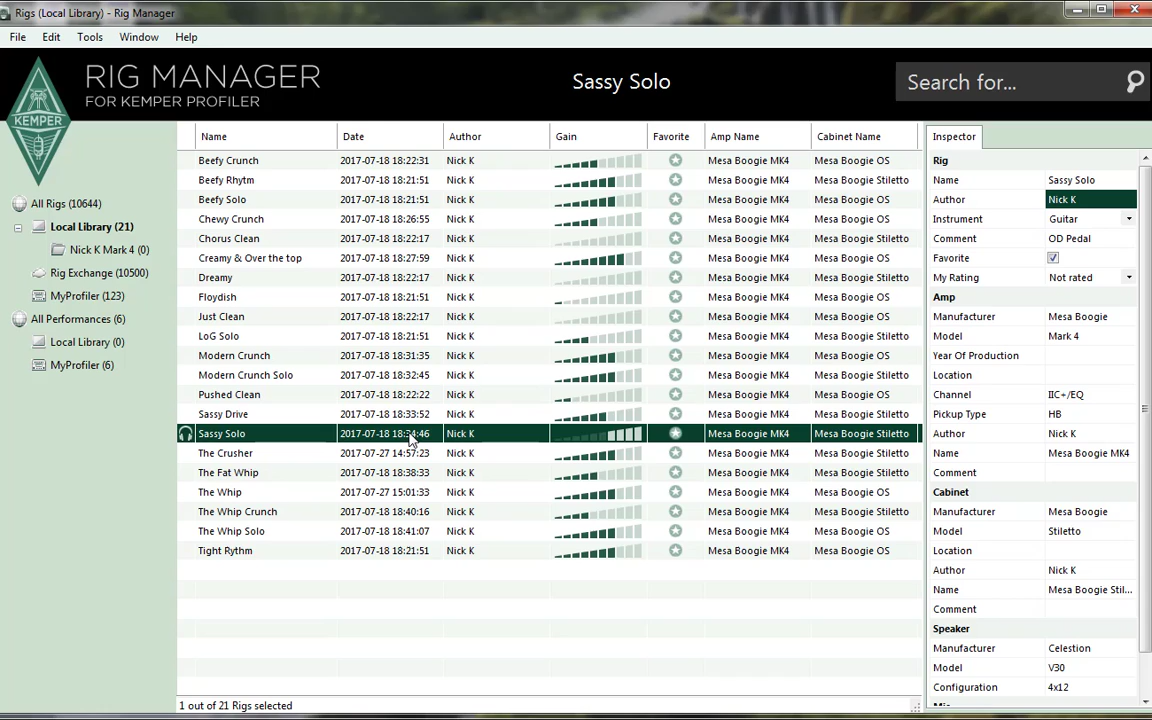 Rigs (Local Library) - Rig Manager
File Edit Tools Window Help
RIG MANAGER
FOR KEMPER PROFILER
KEMPER
Sassy Solo
Search for...
All Rigs (10644)
Local Library (21)
Nick K Mark 4 (0)
Rig Exchange (10500)
MyProfiler (123)
All Performances (6)
Local Library (0)
MyProfiler (6)
Name Date Author Gain Favorite Amp Name Cabinet Name
Beefy Crunch 2017-07-18 18:22:31 Nick K Mesa Boogie MK4 Mesa Boogie OS
Beefy Rhytm 2017-07-18 18:21:51 Nick K Mesa Boogie MK4 Mesa Boogie Stiletto
Beefy Solo 2017-07-18 18:21:51 Nick K Mesa Boogie MK4 Mesa Boogie OS
Chewy Crunch 2017-07-18 18:26:55 Nick K Mesa Boogie MK4 Mesa Boogie OS
Chorus Clean 2017-07-18 18:22:17 Nick K Mesa Boogie MK4 Mesa Boogie Stiletto
Creamy & Over the top 2017-07-18 18:27:59 Nick K Mesa Boogie MK4 Mesa Boogie OS
Dreamy 2017-07-18 18:22:17 Nick K Mesa Boogie MK4 Mesa Boogie Stiletto
Floydish 2017-07-18 18:21:51 Nick K Mesa Boogie MK4 Mesa Boogie OS
Just Clean 2017-07-18 18:22:17 Nick K Mesa Boogie MK4 Mesa Boogie OS
LoG Solo 2017-07-18 18:21:51 Nick K Mesa Boogie MK4 Mesa Boogie Stiletto
Modern Crunch 2017-07-18 18:31:35 Nick K Mesa Boogie MK4 Mesa Boogie OS
Modern Crunch Solo 2017-07-18 18:32:45 Nick K Mesa Boogie MK4 Mesa Boogie Stiletto
Pushed Clean 2017-07-18 18:22:22 Nick K Mesa Boogie MK4 Mesa Boogie OS
Sassy Drive 2017-07-18 18:33:52 Nick K Mesa Boogie MK4 Mesa Boogie Stiletto
Sassy Solo 2017-07-18 18:34:46 Nick K Mesa Boogie MK4 Mesa Boogie Stiletto
The Crusher 2017-07-27 14:57:23 Nick K Mesa Boogie MK4 Mesa Boogie Stiletto
The Fat Whip 2017-07-18 18:38:33 Nick K Mesa Boogie MK4 Mesa Boogie Stiletto
The Whip 2017-07-27 15:01:33 Nick K Mesa Boogie MK4 Mesa Boogie OS
The Whip Crunch 2017-07-18 18:40:16 Nick K Mesa Boogie MK4 Mesa Boogie Stiletto
The Whip Solo 2017-07-18 18:41:07 Nick K Mesa Boogie MK4 Mesa Boogie OS
Tight Rythm 2017-07-18 18:21:51 Nick K Mesa Boogie MK4 Mesa Boogie OS
1 out of 21 Rigs selected
Inspector
Rig
Name Sassy Solo
Author Nick K
Instrument Guitar
Comment OD Pedal
Favorite
My Rating Not rated
Amp
Manufacturer Mesa Boogie
Model Mark 4
Year Of Production
Location
Channel IIC+/EQ
Pickup Type HB
Author Nick K
Name Mesa Boogie MK4
Comment
Cabinet
Manufacturer Mesa Boogie
Model Stiletto
Location
Author Nick K
Name Mesa Boogie Stil...
Comment
Speaker
Manufacturer Celestion
Model V30
Configuration 4x12